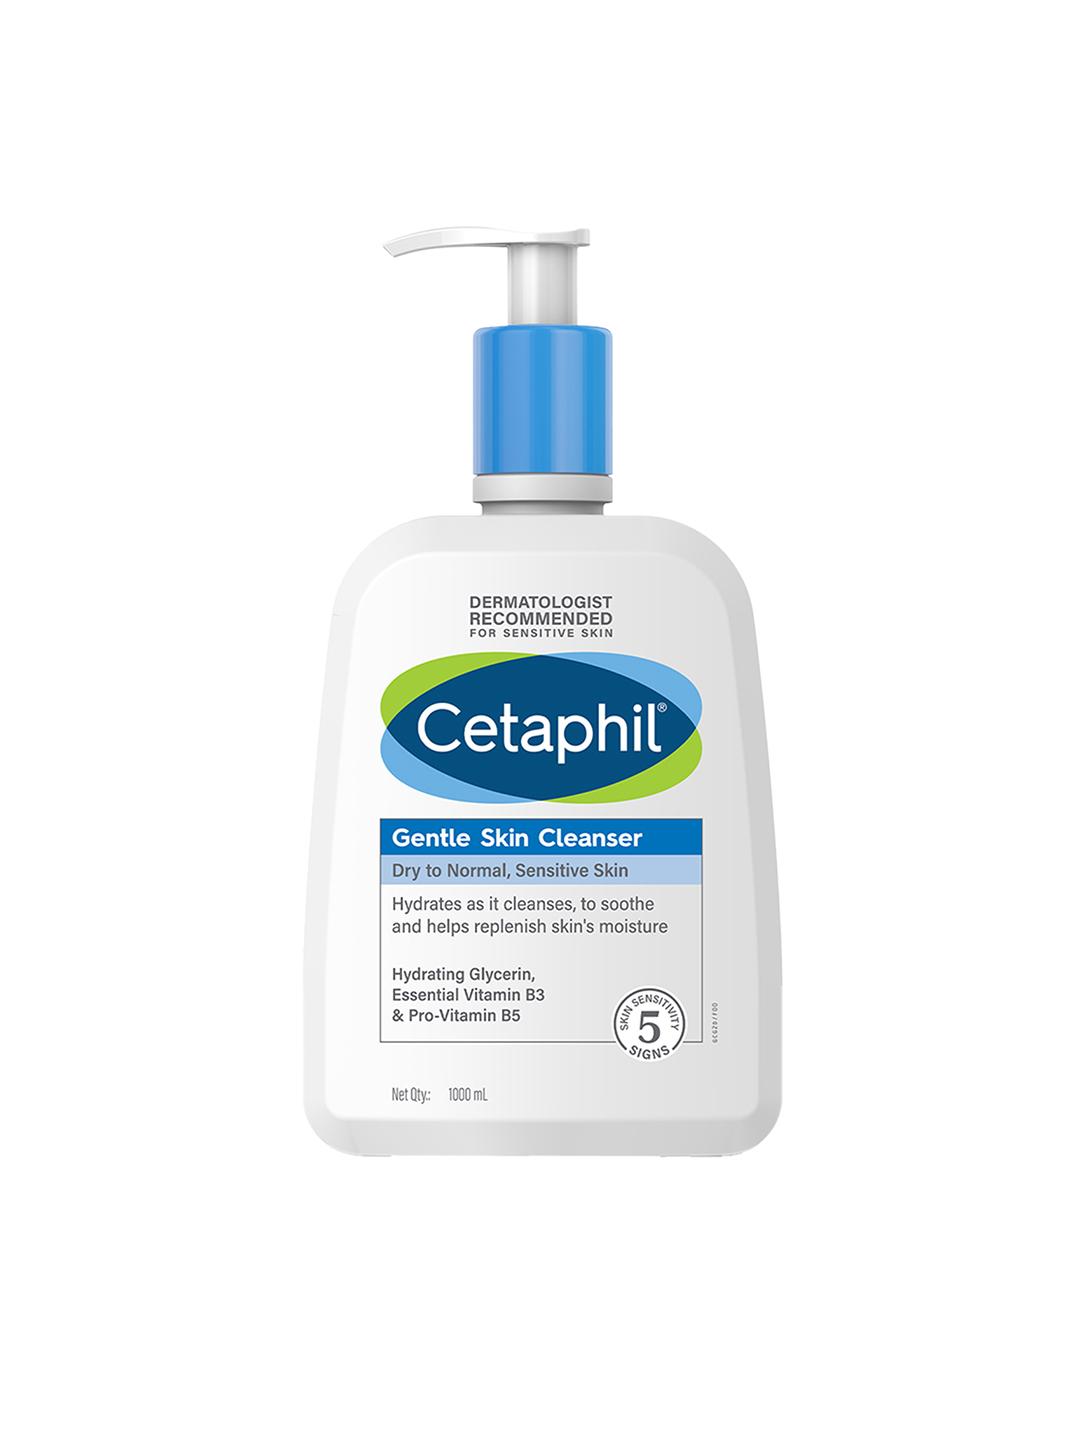 DERMATOLOGIST
RECOMMENDED
FOR SENSITIVE SKIN
Cetaphil®
Gentle Skin Cleanser
Dry to Normal, Sensitive Skin
Hydrates as it cleanses, to soothe
and helps replenish skin's moisture
Hydrating Glycerin,
Essential Vitamin B3
& Pro-Vitamin B5
SKIN SENSITIVITY
5
SIGNS
Net Qty.: 1000 mL